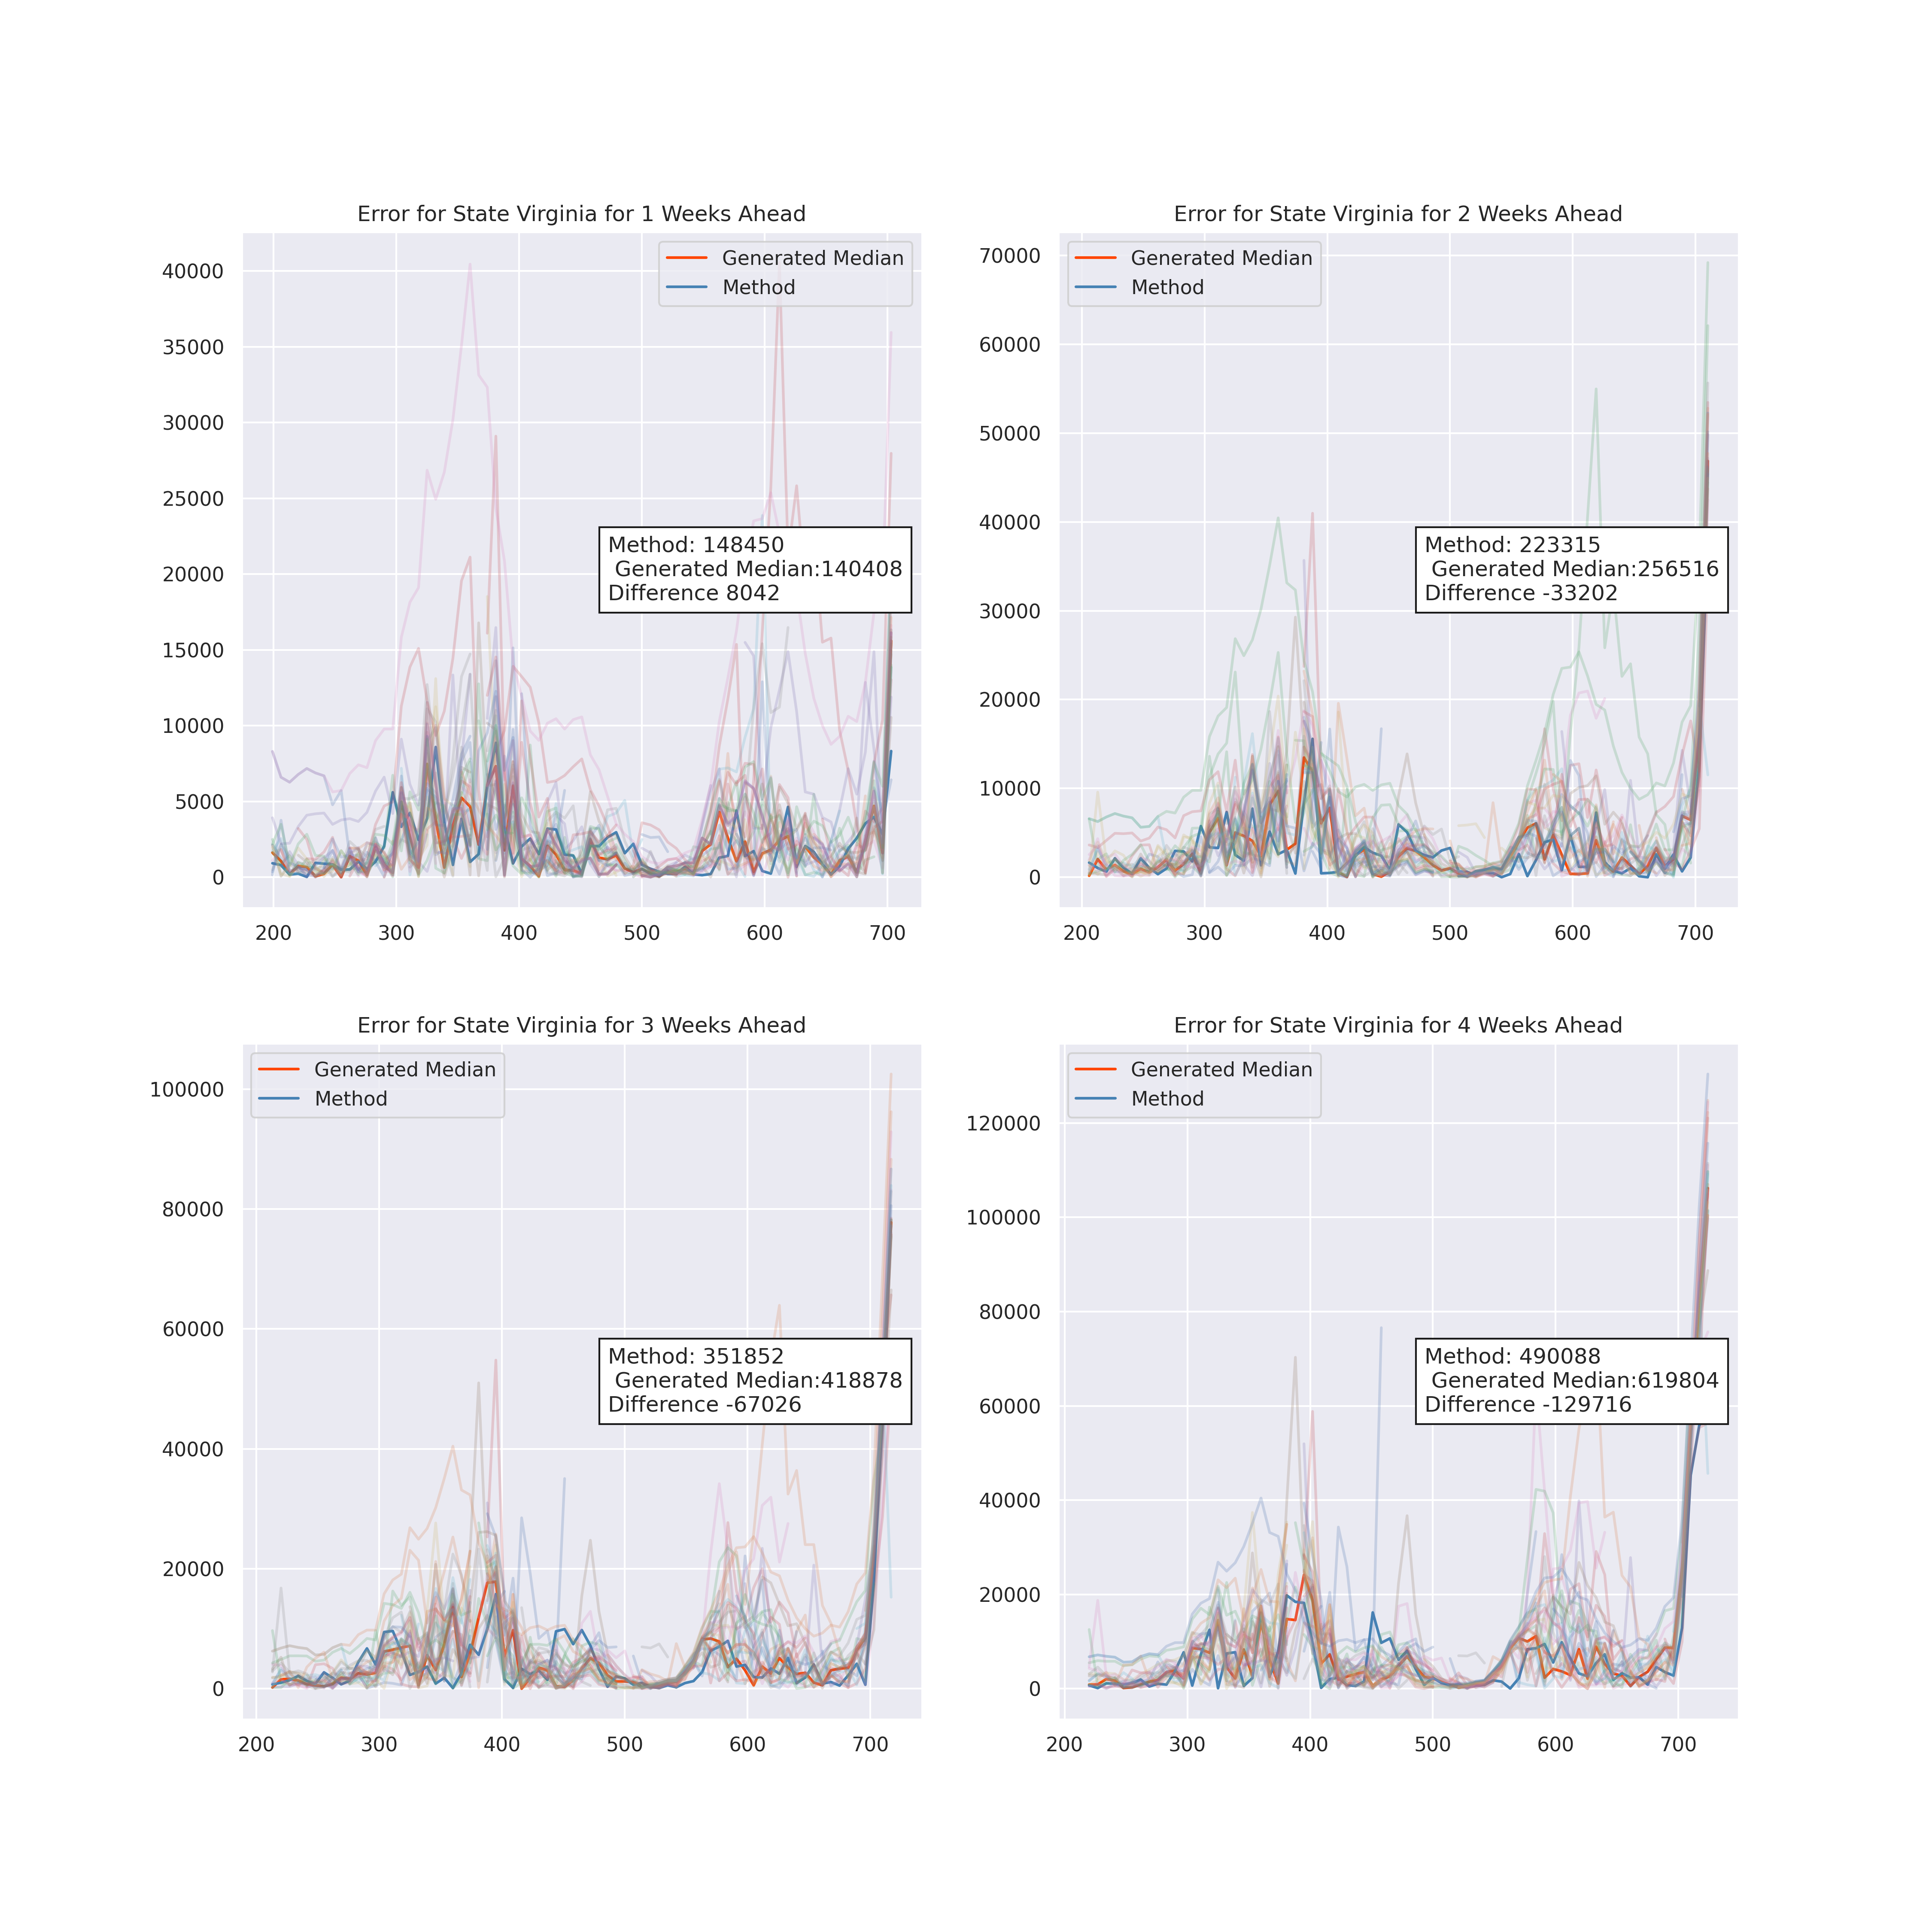 Error for State Virginia for 1 Weeks Ahead
40000
35000
30000
25000
20000
15000
10000
5000
0
200 300 400 500 600 700
Generated Median
Method
Method: 148450
Generated Median:140408
Difference 8042
Error for State Virginia for 2 Weeks Ahead
70000
60000
50000
40000
30000
20000
10000
0
200 300 400 500 600 700
Generated Median
Method
Method: 223315
Generated Median:256516
Difference -33202
Error for State Virginia for 3 Weeks Ahead
100000
80000
60000
40000
20000
0
200 300 400 500 600 700
Generated Median
Method
Method: 351852
Generated Median:418878
Difference -67026
Error for State Virginia for 4 Weeks Ahead
120000
100000
80000
60000
40000
20000
0
200 300 400 500 600 700
Generated Median
Method
Method: 490088
Generated Median:619804
Difference -129716